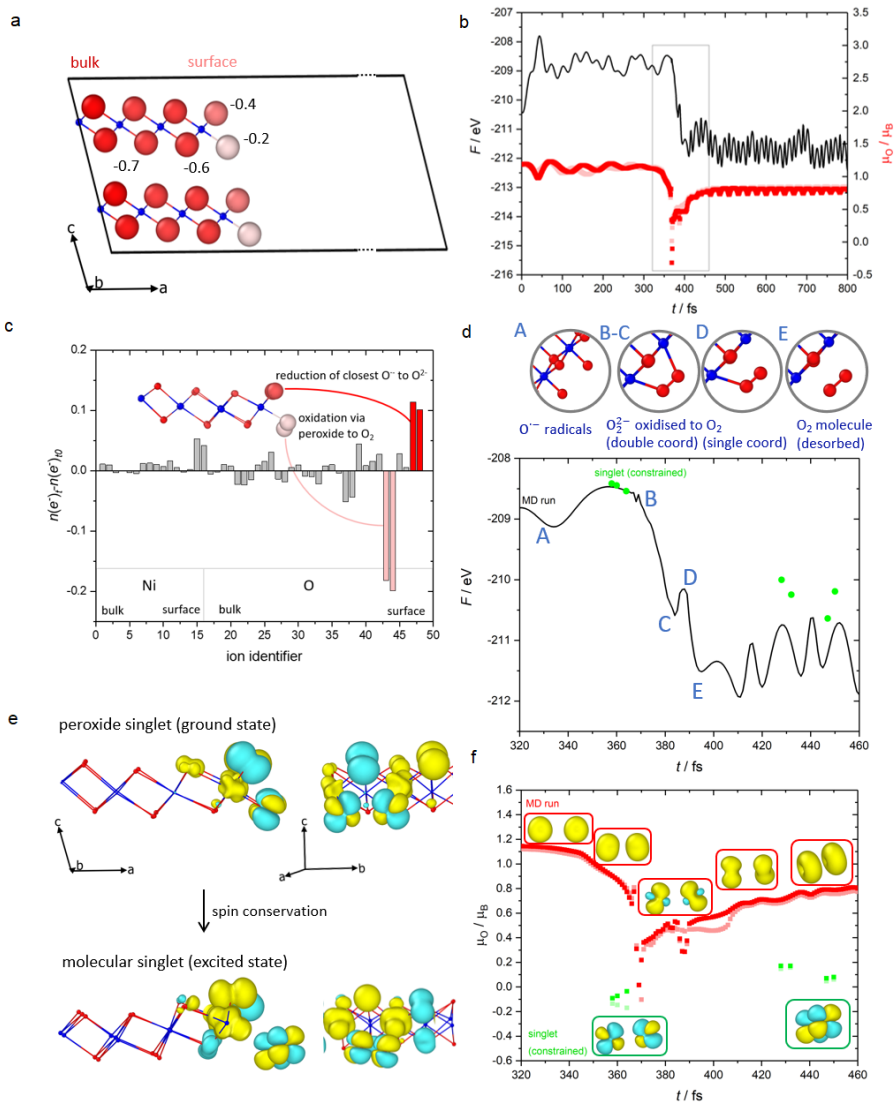 a
bulk
surface
-0.4
-0.2
-0.7
-0.6
c
b
a
b
-207
-208
-209
-210
-211
-212
-213
-214
-215
-216
F / eV
3.0
2.5
2.0
1.5
1.0
0.5
0.0
-0.5
μO / μB
0 100 200 300 400 500 600 700 800
t / fs
c
0.2
0.1
0.0
-0.1
-0.2
n(e-)t-n(e-)t0
reduction of closest O·− to O2-
oxidation via
peroxide to O2
Ni
O
bulk
surface
bulk
surface
0 5 10 15 20 25 30 35 40 45 50
ion identifier
d
A
B-C
D
E
O·− radicals
O2 2− oxidised to O2
(double coord)
(single coord)
O2 molecule
(desorbed)
-208
-209
-210
-211
-212
F / eV
singlet (constrained)
MD run
A
B
C
D
E
320 340 360 380 400 420 440 460
t / fs
e
peroxide singlet (ground state)
c
b
a
c
a
b
spin conservation
molecular singlet (excited state)
f
1.6
1.4
1.2
1.0
0.8
0.6
0.4
0.2
0.0
-0.2
-0.4
-0.6
μO / μB
MD run
singlet
(constrained)
320 340 360 380 400 420 440 460
t / fs